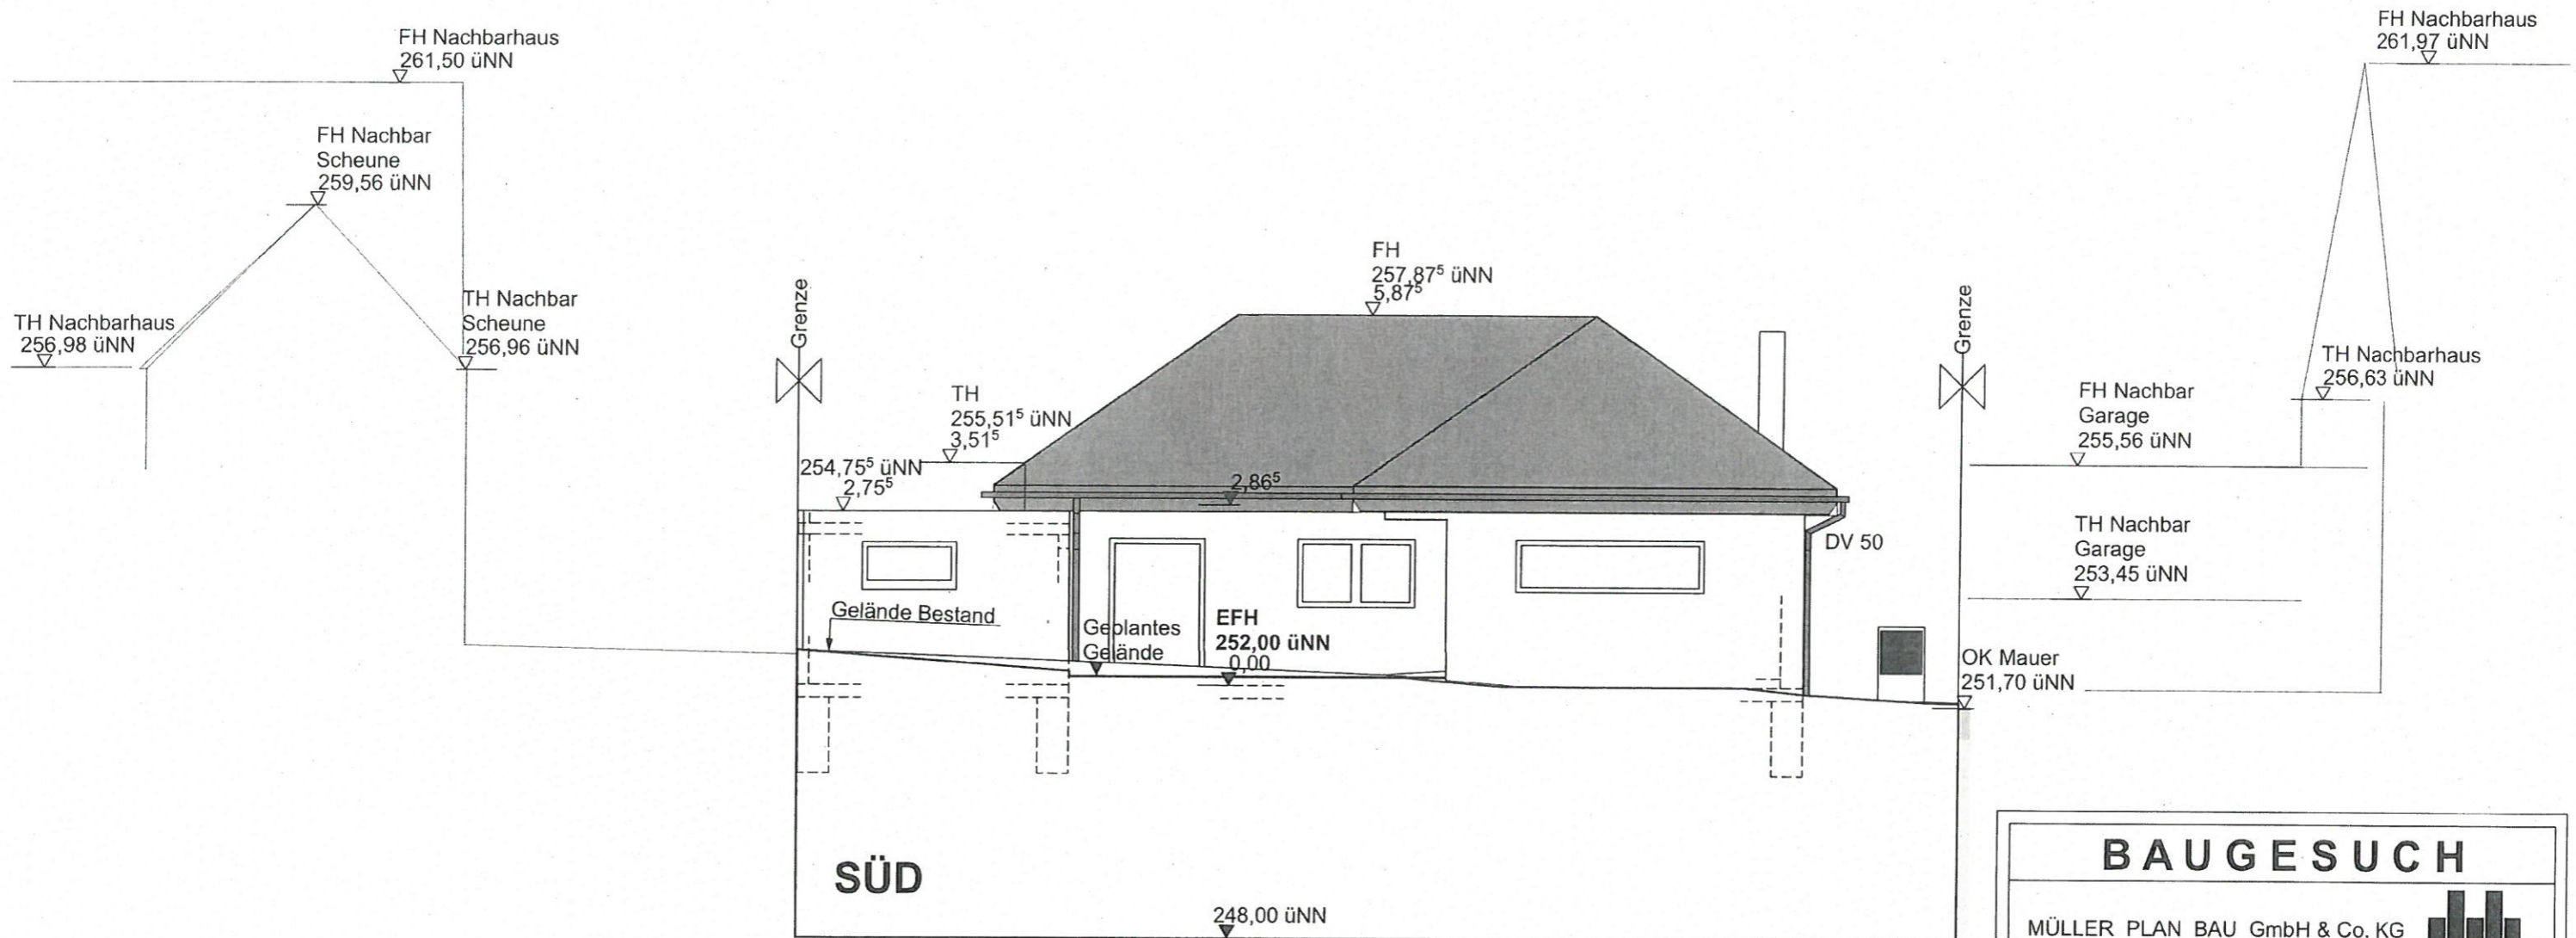 FH Nachbarhaus
261,50 üNN
FH Nachbar
Scheune
259,56 üNN
TH Nachbarhaus
256,98 üNN
TH Nachbar
Scheune
256,96 üNN
Grenze
TH
255,51⁵ üNN
3,51⁵
254,75⁵ üNN
2,75⁵
FH
257,87⁵ üNN
5,87⁵
2,86⁵
Gelände Bestand
Geplantes
Gelände
EFH
252,00 üNN
0,00
DV 50
Grenze
FH Nachbarhaus
261,97 üNN
TH Nachbarhaus
256,63 üNN
FH Nachbar
Garage
255,56 üNN
TH Nachbar
Garage
253,45 üNN
OK Mauer
251,70 üNN
SÜD
248,00 üNN
BAUGESUCH
MÜLLER PLAN BAU GmbH & Co. KG